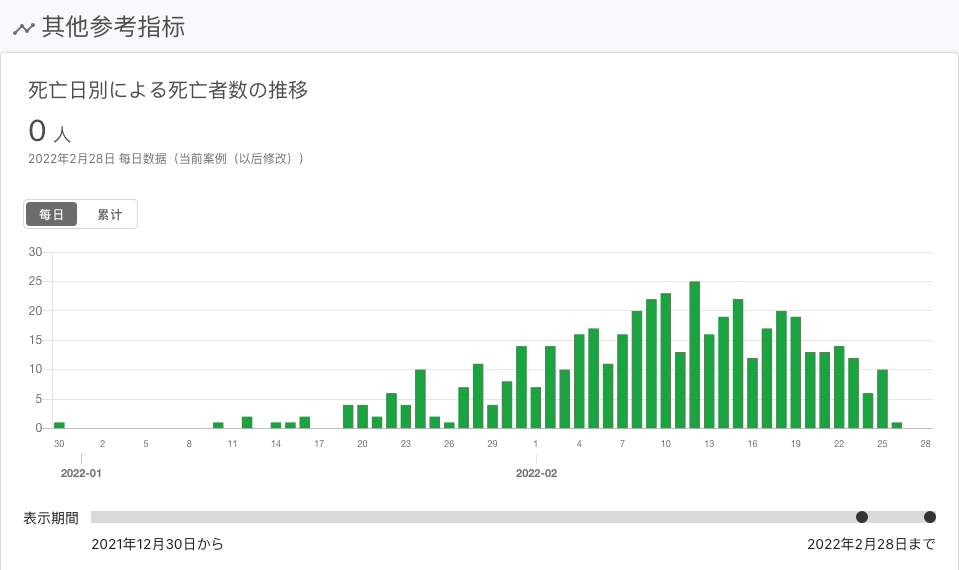 其他参考指标
死亡日別による死亡者数の推移
0 人
2022年2月28日 每日数据（当前案例（以后修改））
每日 累计
30
25
20
15
10
5
0
30 2 5 8 11 14 17 20 23 26 29 1 4 7 10 13 16 19 22 25 28
2022-01 2022-02
表示期間
2021年12月30日から 2022年2月28日まで